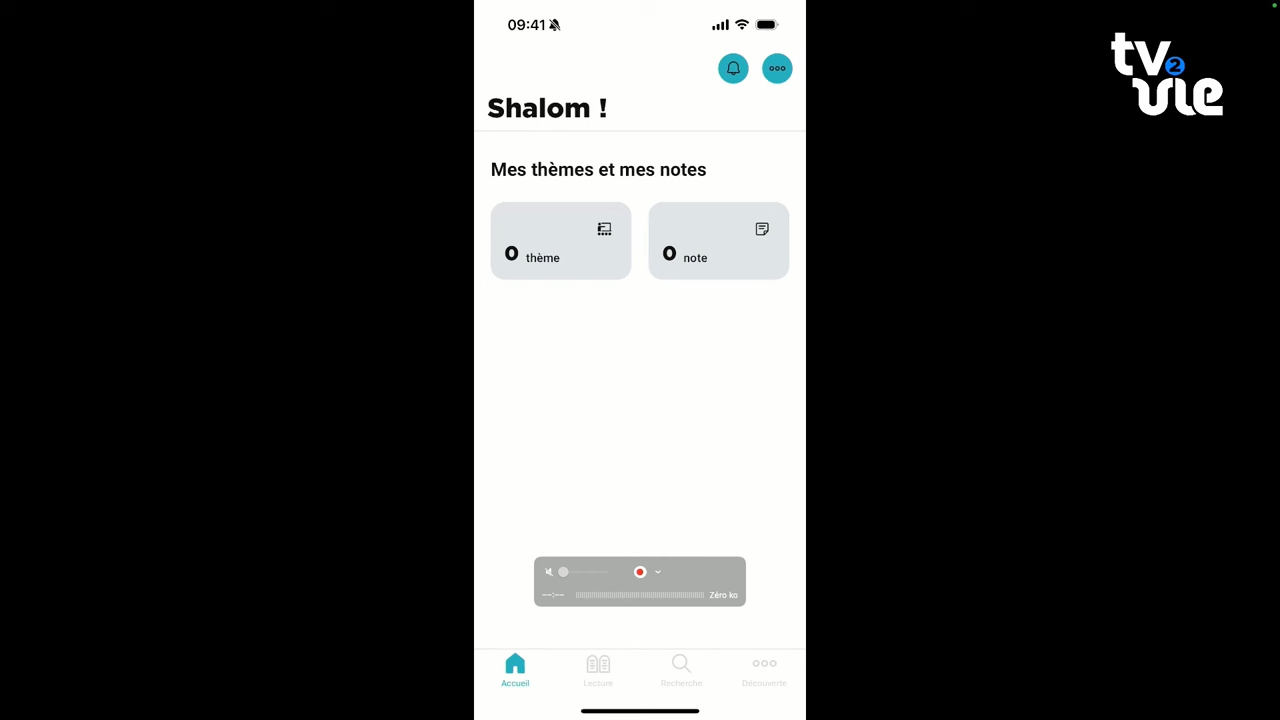 09:41
tv2vie
Shalom !
Mes thèmes et mes notes
0 thème
0 note
--:--
Zéro ko
Accueil
Lecture
Recherche
Découverte